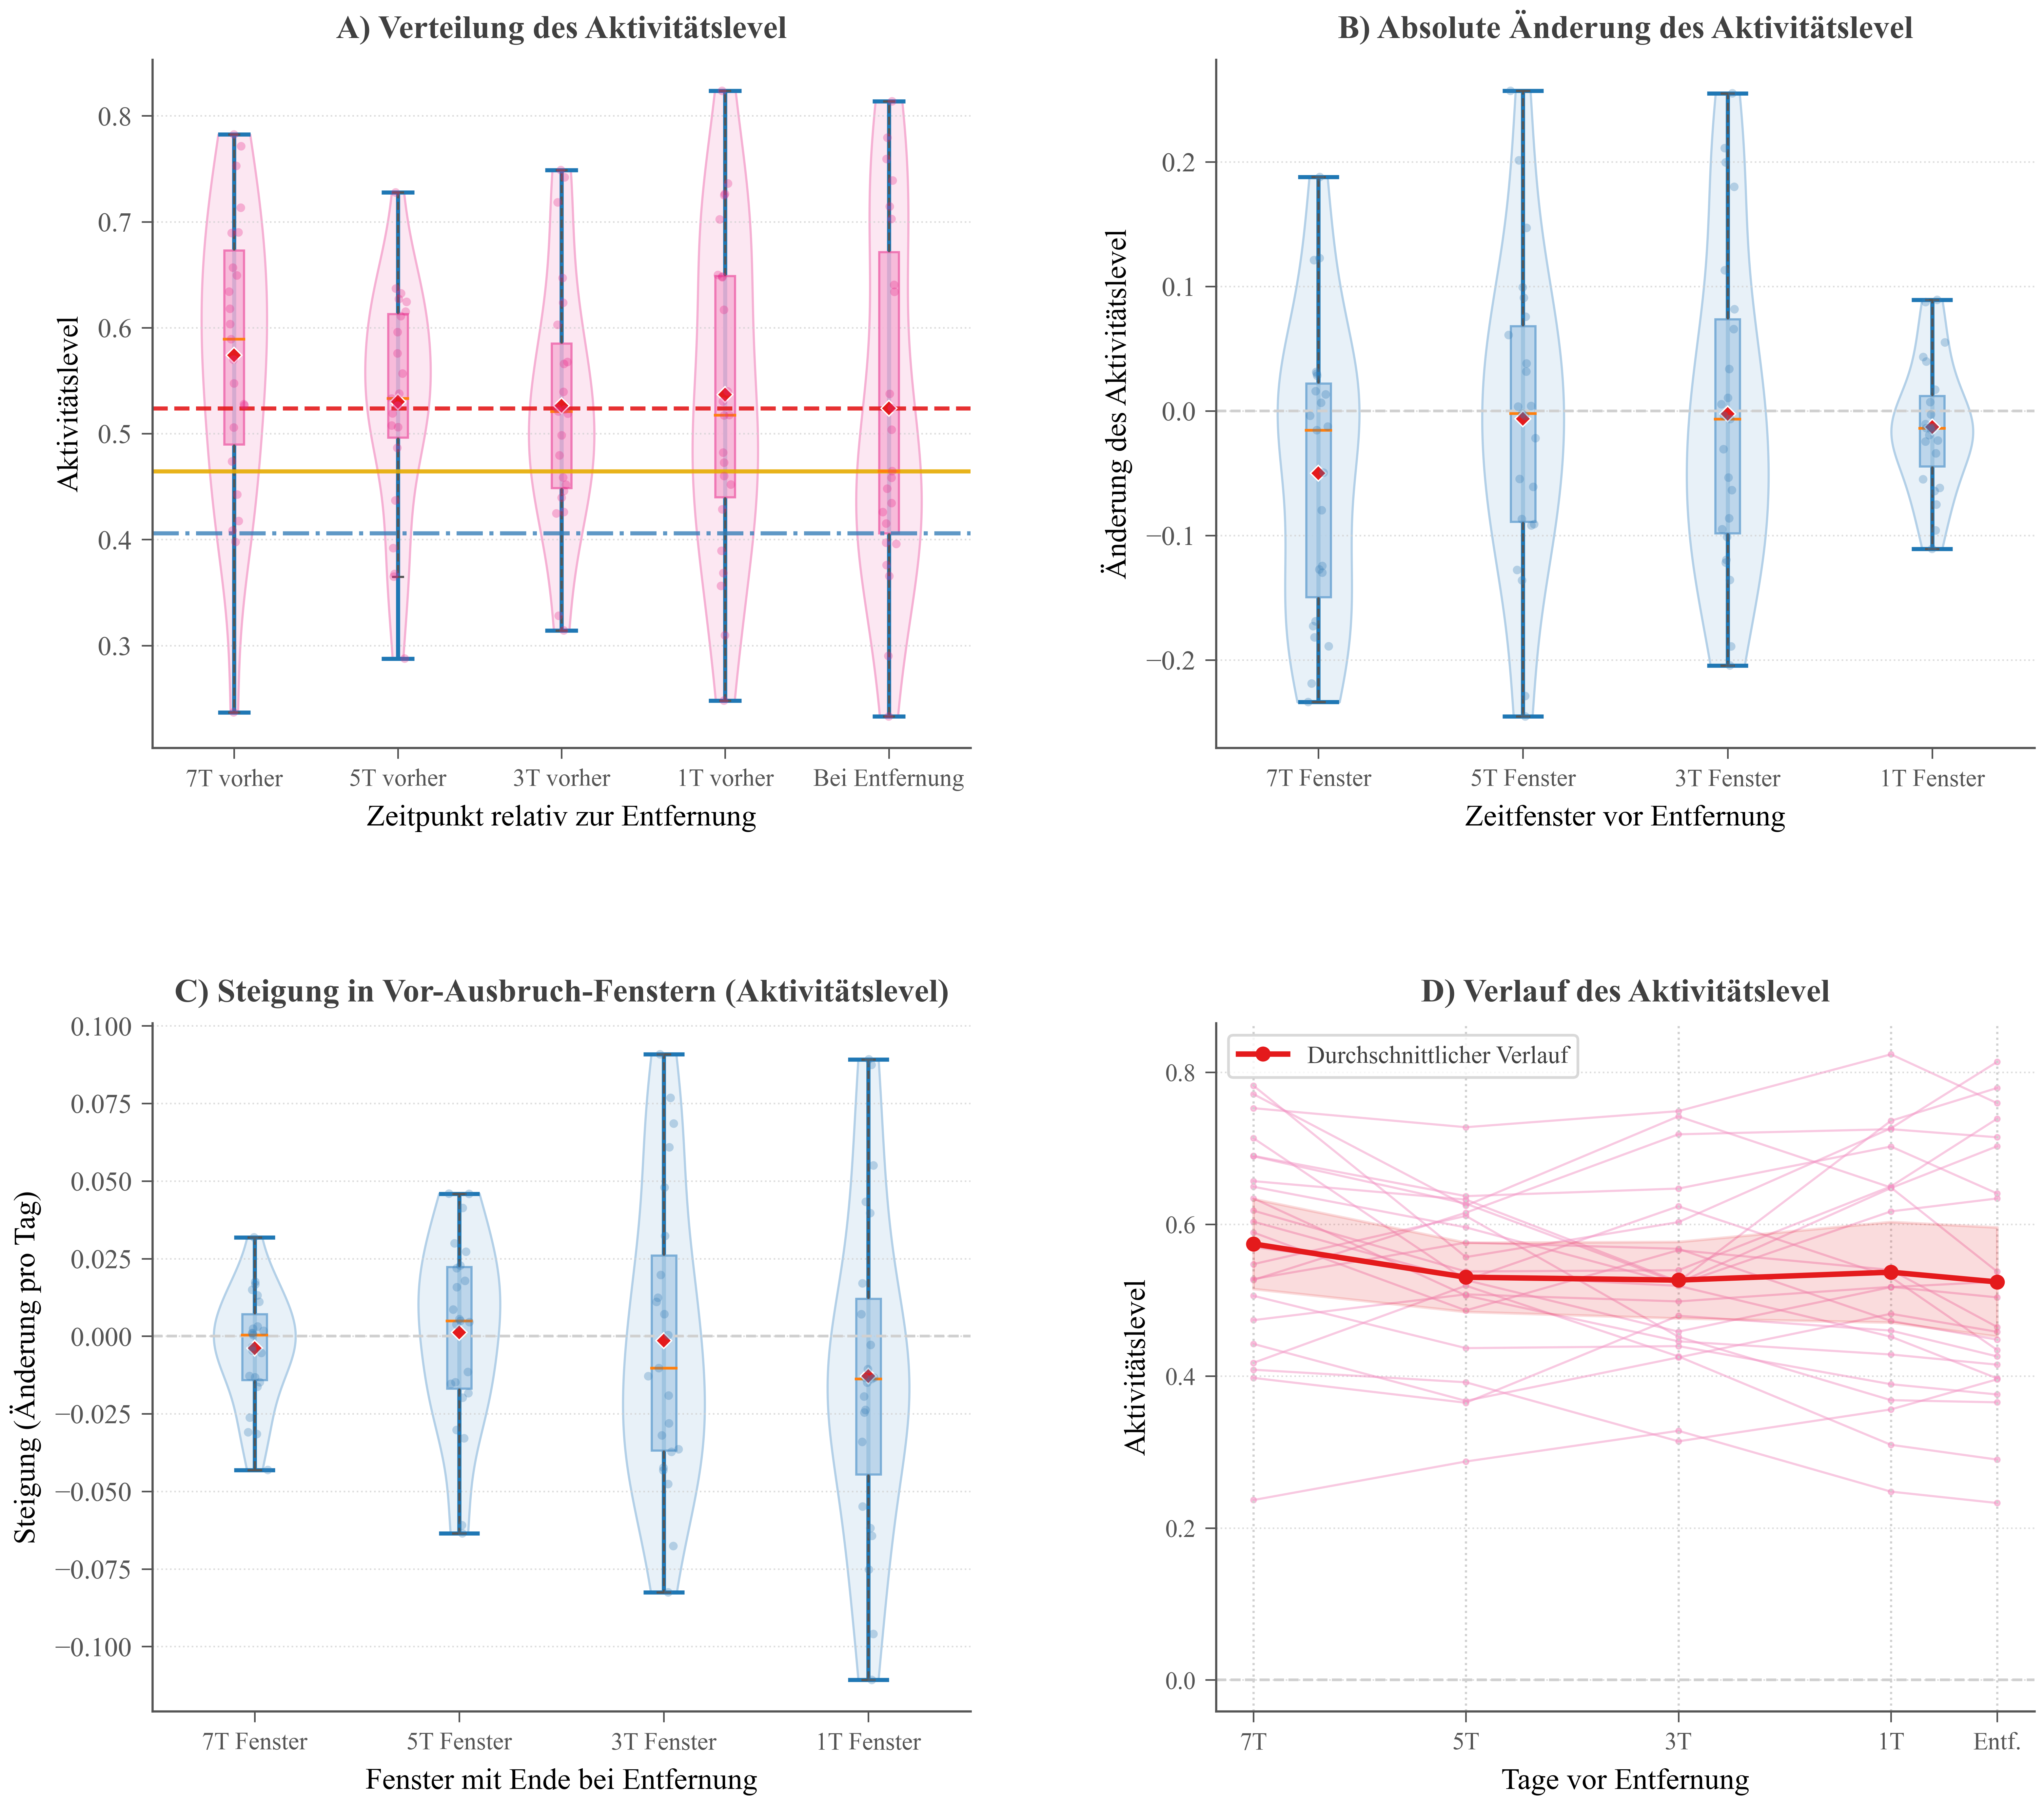 A) Verteilung des Aktivitätslevel
Aktivitätslevel
0.8
0.7
0.6
0.5
0.4
0.3
7T vorher
5T vorher
3T vorher
1T vorher
Bei Entfernung
Zeitpunkt relativ zur Entfernung
B) Absolute Änderung des Aktivitätslevel
Änderung des Aktivitätslevel
0.2
0.1
0.0
−0.1
−0.2
7T Fenster
5T Fenster
3T Fenster
1T Fenster
Zeitfenster vor Entfernung
C) Steigung in Vor-Ausbruch-Fenstern (Aktivitätslevel)
Steigung (Änderung pro Tag)
0.100
0.075
0.050
0.025
0.000
−0.025
−0.050
−0.075
−0.100
7T Fenster
5T Fenster
3T Fenster
1T Fenster
Fenster mit Ende bei Entfernung
D) Verlauf des Aktivitätslevel
Durchschnittlicher Verlauf
Aktivitätslevel
0.8
0.6
0.4
0.2
0.0
7T
5T
3T
1T
Entf.
Tage vor Entfernung